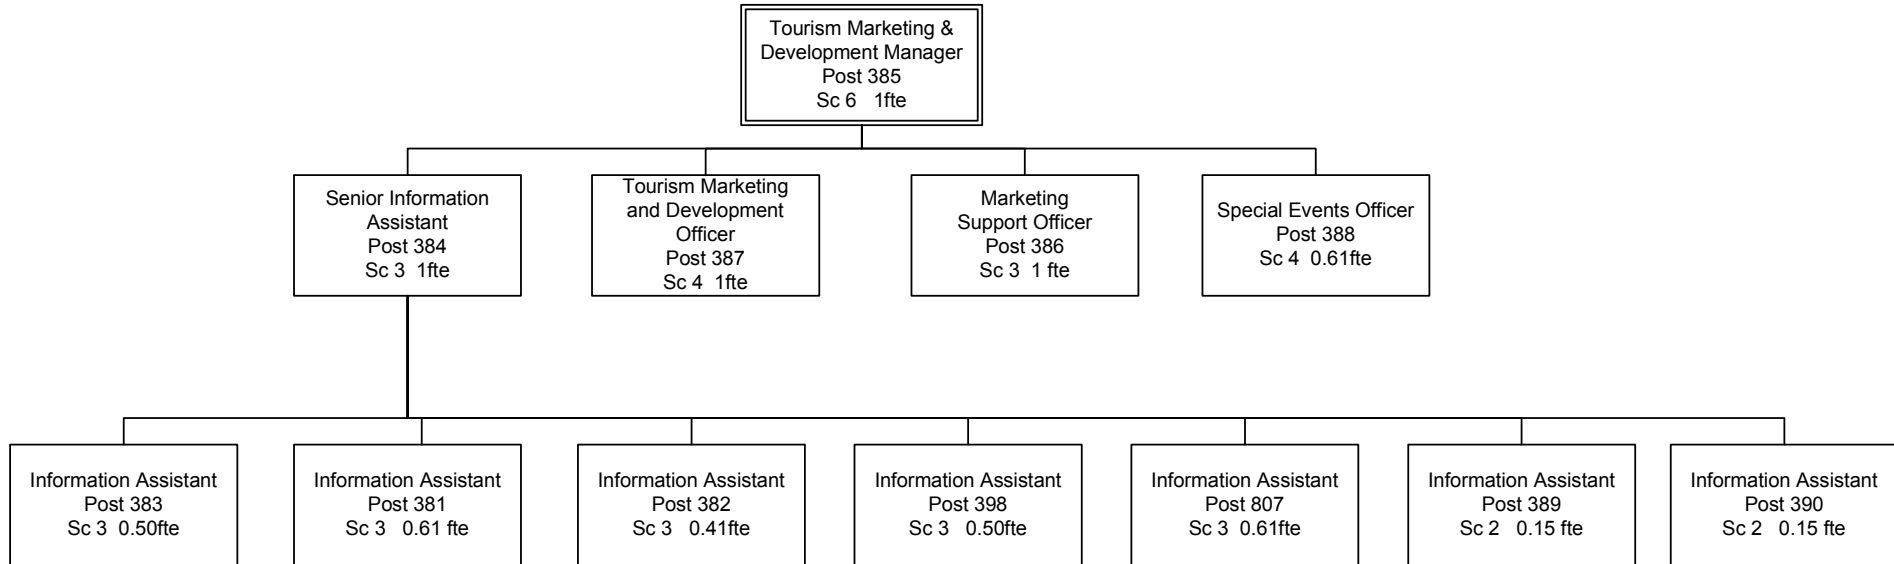 Tourism Marketing &
Development Manager
Post 385
Sc 6 1fte
Senior Information
Assistant
Post 384
Sc 3 1fte
Tourism Marketing
and Development
Officer
Post 387
Sc 4 1fte
Marketing
Support Officer
Post 386
Sc 3 1 fte
Special Events Officer
Post 388
Sc 4 0.61fte
Information Assistant
Post 383
Sc 3 0.50fte
Information Assistant
Post 381
Sc 3 0.61 fte
Information Assistant
Post 382
Sc 3 0.41fte
Information Assistant
Post 398
Sc 3 0.50fte
Information Assistant
Post 807
Sc 3 0.61fte
Information Assistant
Post 389
Sc 2 0.15 fte
Information Assistant
Post 390
Sc 2 0.15 fte